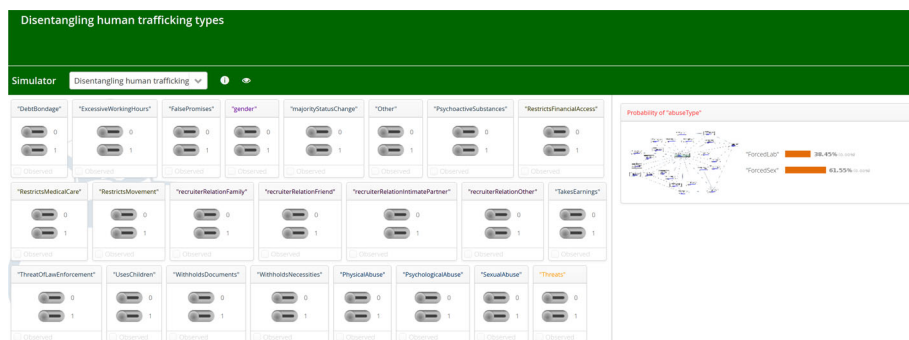 Disentangling human trafficking types
Simulator Disentangling human trafficking
"DebtBondage" "ExcessiveWorkingHours" "FalsePromises" "gender" "majorityStatusChange" "Other" "PsychoactiveSubstances" "RestrictsFinancialAccess"
0 0 0 0 0 0 0 0
1 1 1 1 1 1 1 1
Observed Observed Observed Observed Observed Observed Observed Observed
"RestrictsMedicalCare" "RestrictsMovement" "recruiterRelationFamily" "recruiterRelationFriend" "recruiterRelationIntimatePartner" "recruiterRelationOther" "TakesEarnings"
0 0 0 0 0 0 0
1 1 1 1 1 1 1
Observed Observed Observed Observed Observed Observed Observed
"ThreatOfLawEnforcement" "UsesChildren" "WithholdsDocuments" "WithholdsNecessities" "PhysicalAbuse" "PsychologicalAbuse" "SexualAbuse" "Threats"
0 0 0 0 0 0 0 0
1 1 1 1 1 1 1 1
Observed Observed Observed Observed Observed Observed Observed Observed
Probability of "abuseType"
"ForcedLab" 38.45%
"ForcedSex" 61.55%